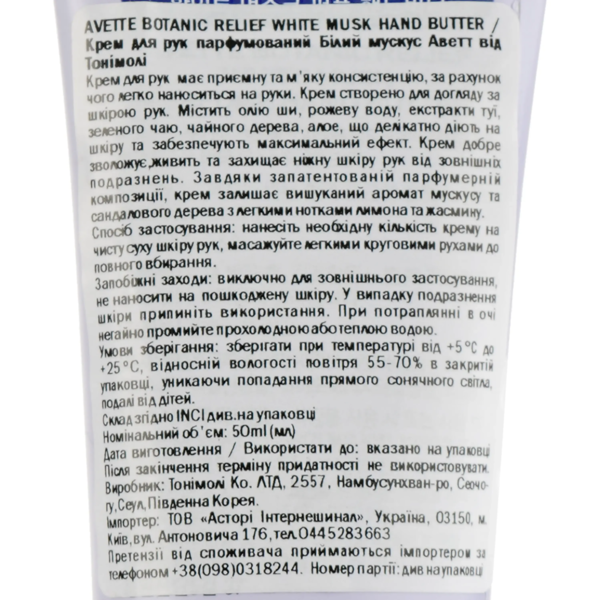 AVETTE BOTANIC RELIEF WHITE MUSK HAND BUTTER /
Крем для рук парфумований Білий мускус Аветт від
Тонімолі
Крем для рук має приємну та м'яку консистенцію, за рахунок
чого легко наноситься на руки. Крем створено для догляду за
шкірою рук. Містить олію ши, рожеву воду, екстракти туї,
зеленого чаю, чайного дерева, алое, що делікатно діють на
шкіру та забезпечують максимальний ефект. Крем добре
зволожує,живить та захищає ніжну шкіру рук від зовнішніх
подразнень. Завдяки запатентованій парфумерній
композиції, крем залишає вишуканий аромат мускусу та
сандалового дерева з легкими нотками лимона та жасмину.
Спосіб застосування: нанесіть необхідну кількість крему на
чисту суху шкіру рук, масажуйте легкими круговими рухами до
повного вбирання.
Запобіжні заходи: виключно для зовнішнього застосування,
не наносити на пошкоджену шкіру. У випадку подразнення
шкіри припиніть використання. При потраплянні в очі
негайно промийте прохолодною або теплою водою.
Умови зберігання: зберігати при температурі від +5°C до
+25°C, відносній вологості повітря 55-70% в закритій
упаковці, уникаючи попадання прямого сонячного світла,
подалі від дітей.
Склад згідно INCI див. на упаковці
Номінальний об'єм: 50ml (мл)
Дата виготовлення / Використати до: вказано на упаковці
Після закінчення терміну придатності не використовувати.
Виробник: Тонімолі Ко. ЛТД, 2557, Намбусунхван-ро, Сеочо-
гу, Сеул, Південна Корея.
Імпортер: ТОВ «Асторі Інтернешинал», Україна, 03150, м.
Київ, вул. Антоновича 176, тел.0445283663
Претензії від споживача приймаються імпортером за
телефоном +38(098)0318244. Номер партії: див на упаковці